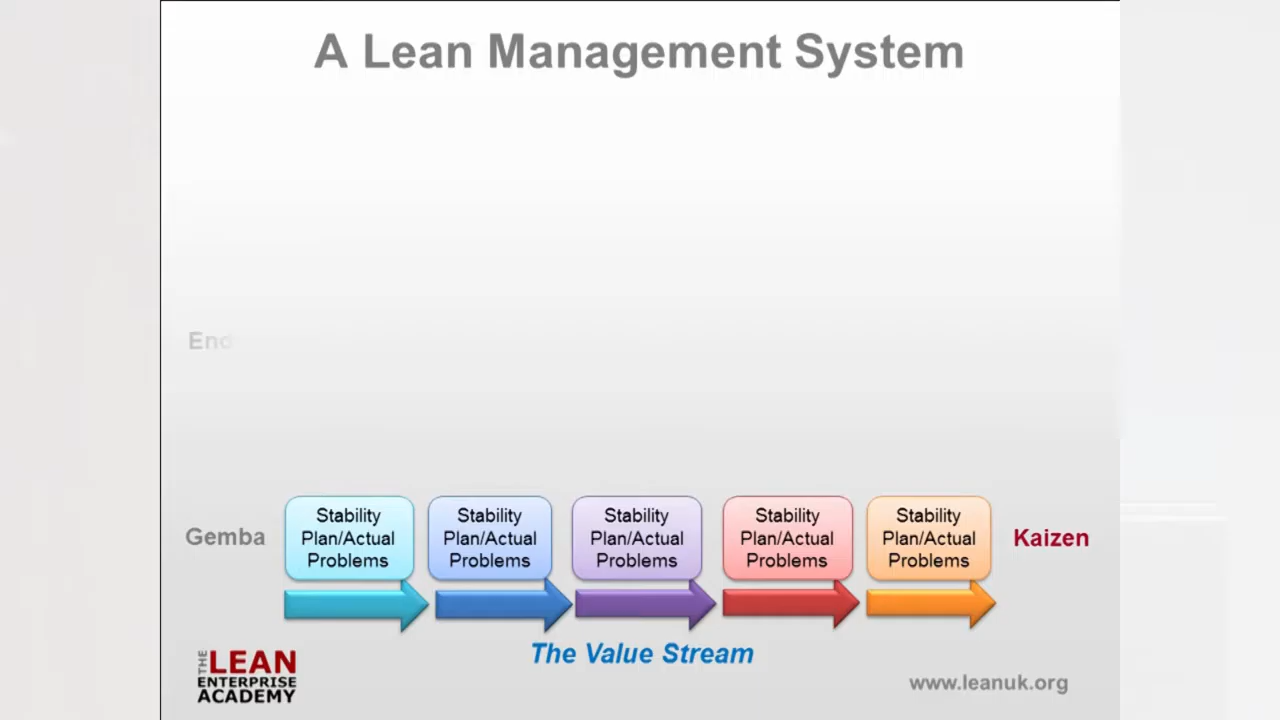 A Lean Management System
End
Gemba
Stability
Plan/Actual
Problems
Stability
Plan/Actual
Problems
Stability
Plan/Actual
Problems
Stability
Plan/Actual
Problems
Stability
Plan/Actual
Problems
Kaizen
The Value Stream
THE LEAN
ENTERPRISE
ACADEMY
www.leanuk.org